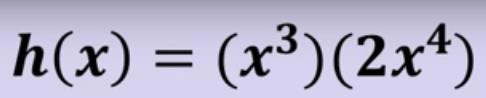 h(x) = (x³)(2x⁴)